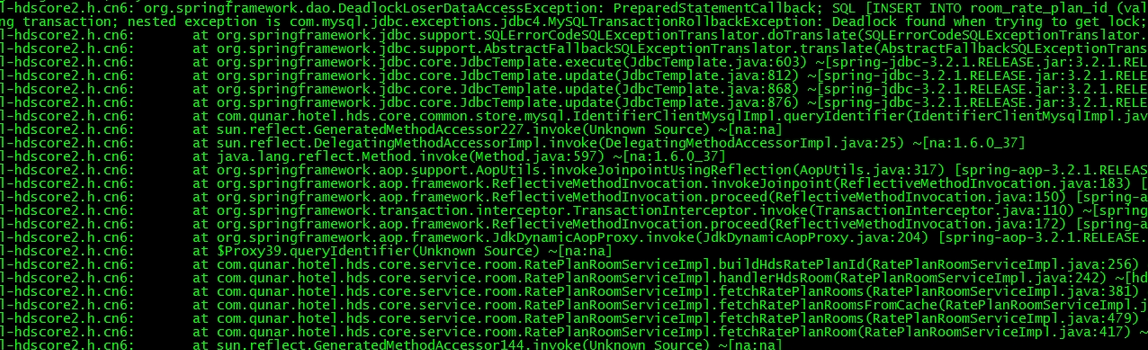 l-hdscore2.h.cn6: org.springframework.dao.DeadlockLoserDataAccessException: PreparedStatementCallback; SQL [INSERT INTO room_rate_plan_id (val
ng transaction; nested exception is com.mysql.jdbc.exceptions.jdbc4.MySQLTransactionRollbackException: Deadlock found when trying to get lock;
l-hdscore2.h.cn6: at org.springframework.jdbc.support.SQLErrorCodeSQLExceptionTranslator.doTranslate(SQLErrorCodeSQLExceptionTranslator.
l-hdscore2.h.cn6: at org.springframework.jdbc.support.AbstractFallbackSQLExceptionTranslator.translate(AbstractFallbackSQLExceptionTrans
l-hdscore2.h.cn6: at org.springframework.jdbc.core.JdbcTemplate.execute(JdbcTemplate.java:603) ~[spring-jdbc-3.2.1.RELEASE.jar:3.2.1.REL
l-hdscore2.h.cn6: at org.springframework.jdbc.core.JdbcTemplate.update(JdbcTemplate.java:812) ~[spring-jdbc-3.2.1.RELEASE.jar:3.2.1.RELE
l-hdscore2.h.cn6: at org.springframework.jdbc.core.JdbcTemplate.update(JdbcTemplate.java:868) ~[spring-jdbc-3.2.1.RELEASE.jar:3.2.1.RELE
l-hdscore2.h.cn6: at org.springframework.jdbc.core.JdbcTemplate.update(JdbcTemplate.java:876) ~[spring-jdbc-3.2.1.RELEASE.jar:3.2.1.RELE
l-hdscore2.h.cn6: at com.qunar.hotel.hds.core.common.store.mysql.IdentifierClientMysqlImpl.queryIdentifier(IdentifierClientMysqlImpl.jav
l-hdscore2.h.cn6: at sun.reflect.GeneratedMethodAccessor227.invoke(Unknown Source) ~[na:na]
l-hdscore2.h.cn6: at sun.reflect.DelegatingMethodAccessorImpl.invoke(DelegatingMethodAccessorImpl.java:25) ~[na:1.6.0_37]
l-hdscore2.h.cn6: at java.lang.reflect.Method.invoke(Method.java:597) ~[na:1.6.0_37]
l-hdscore2.h.cn6: at org.springframework.aop.support.AopUtils.invokeJoinpointUsingReflection(AopUtils.java:317) [spring-aop-3.2.1.RELEAS
l-hdscore2.h.cn6: at org.springframework.aop.framework.ReflectiveMethodInvocation.invokeJoinpoint(ReflectiveMethodInvocation.java:183) [
l-hdscore2.h.cn6: at org.springframework.aop.framework.ReflectiveMethodInvocation.proceed(ReflectiveMethodInvocation.java:150) [spring-a
l-hdscore2.h.cn6: at org.springframework.transaction.interceptor.TransactionInterceptor.invoke(TransactionInterceptor.java:110) ~[spring
l-hdscore2.h.cn6: at org.springframework.aop.framework.ReflectiveMethodInvocation.proceed(ReflectiveMethodInvocation.java:172) [spring-a
l-hdscore2.h.cn6: at org.springframework.aop.framework.JdkDynamicAopProxy.invoke(JdkDynamicAopProxy.java:204) [spring-aop-3.2.1.RELEASE.
l-hdscore2.h.cn6: at $Proxy39.queryIdentifier(Unknown Source) ~[na:na]
l-hdscore2.h.cn6: at com.qunar.hotel.hds.core.service.room.RatePlanRoomServiceImpl.buildHdsRatePlanId(RatePlanRoomServiceImpl.java:256)
l-hdscore2.h.cn6: at com.qunar.hotel.hds.core.service.room.RatePlanRoomServiceImpl.handlerHdsRoom(RatePlanRoomServiceImpl.java:242) ~[hd
l-hdscore2.h.cn6: at com.qunar.hotel.hds.core.service.room.RatePlanRoomServiceImpl.fetchRatePlanRooms(RatePlanRoomServiceImpl.java:381)
l-hdscore2.h.cn6: at com.qunar.hotel.hds.core.service.room.RatePlanRoomServiceImpl.fetchRatePlanRoomsFromCache(RatePlanRoomServiceImpl.j
l-hdscore2.h.cn6: at com.qunar.hotel.hds.core.service.room.RatePlanRoomServiceImpl.fetchRatePlanRooms(RatePlanRoomServiceImpl.java:479)
l-hdscore2.h.cn6: at com.qunar.hotel.hds.core.service.room.RatePlanRoomServiceImpl.fetchRatePlanRoom(RatePlanRoomServiceImpl.java:417) ~
l-hdscore2.h.cn6: at sun.reflect.GeneratedMethodAccessor144.invoke(Unknown Source) ~[na:na]